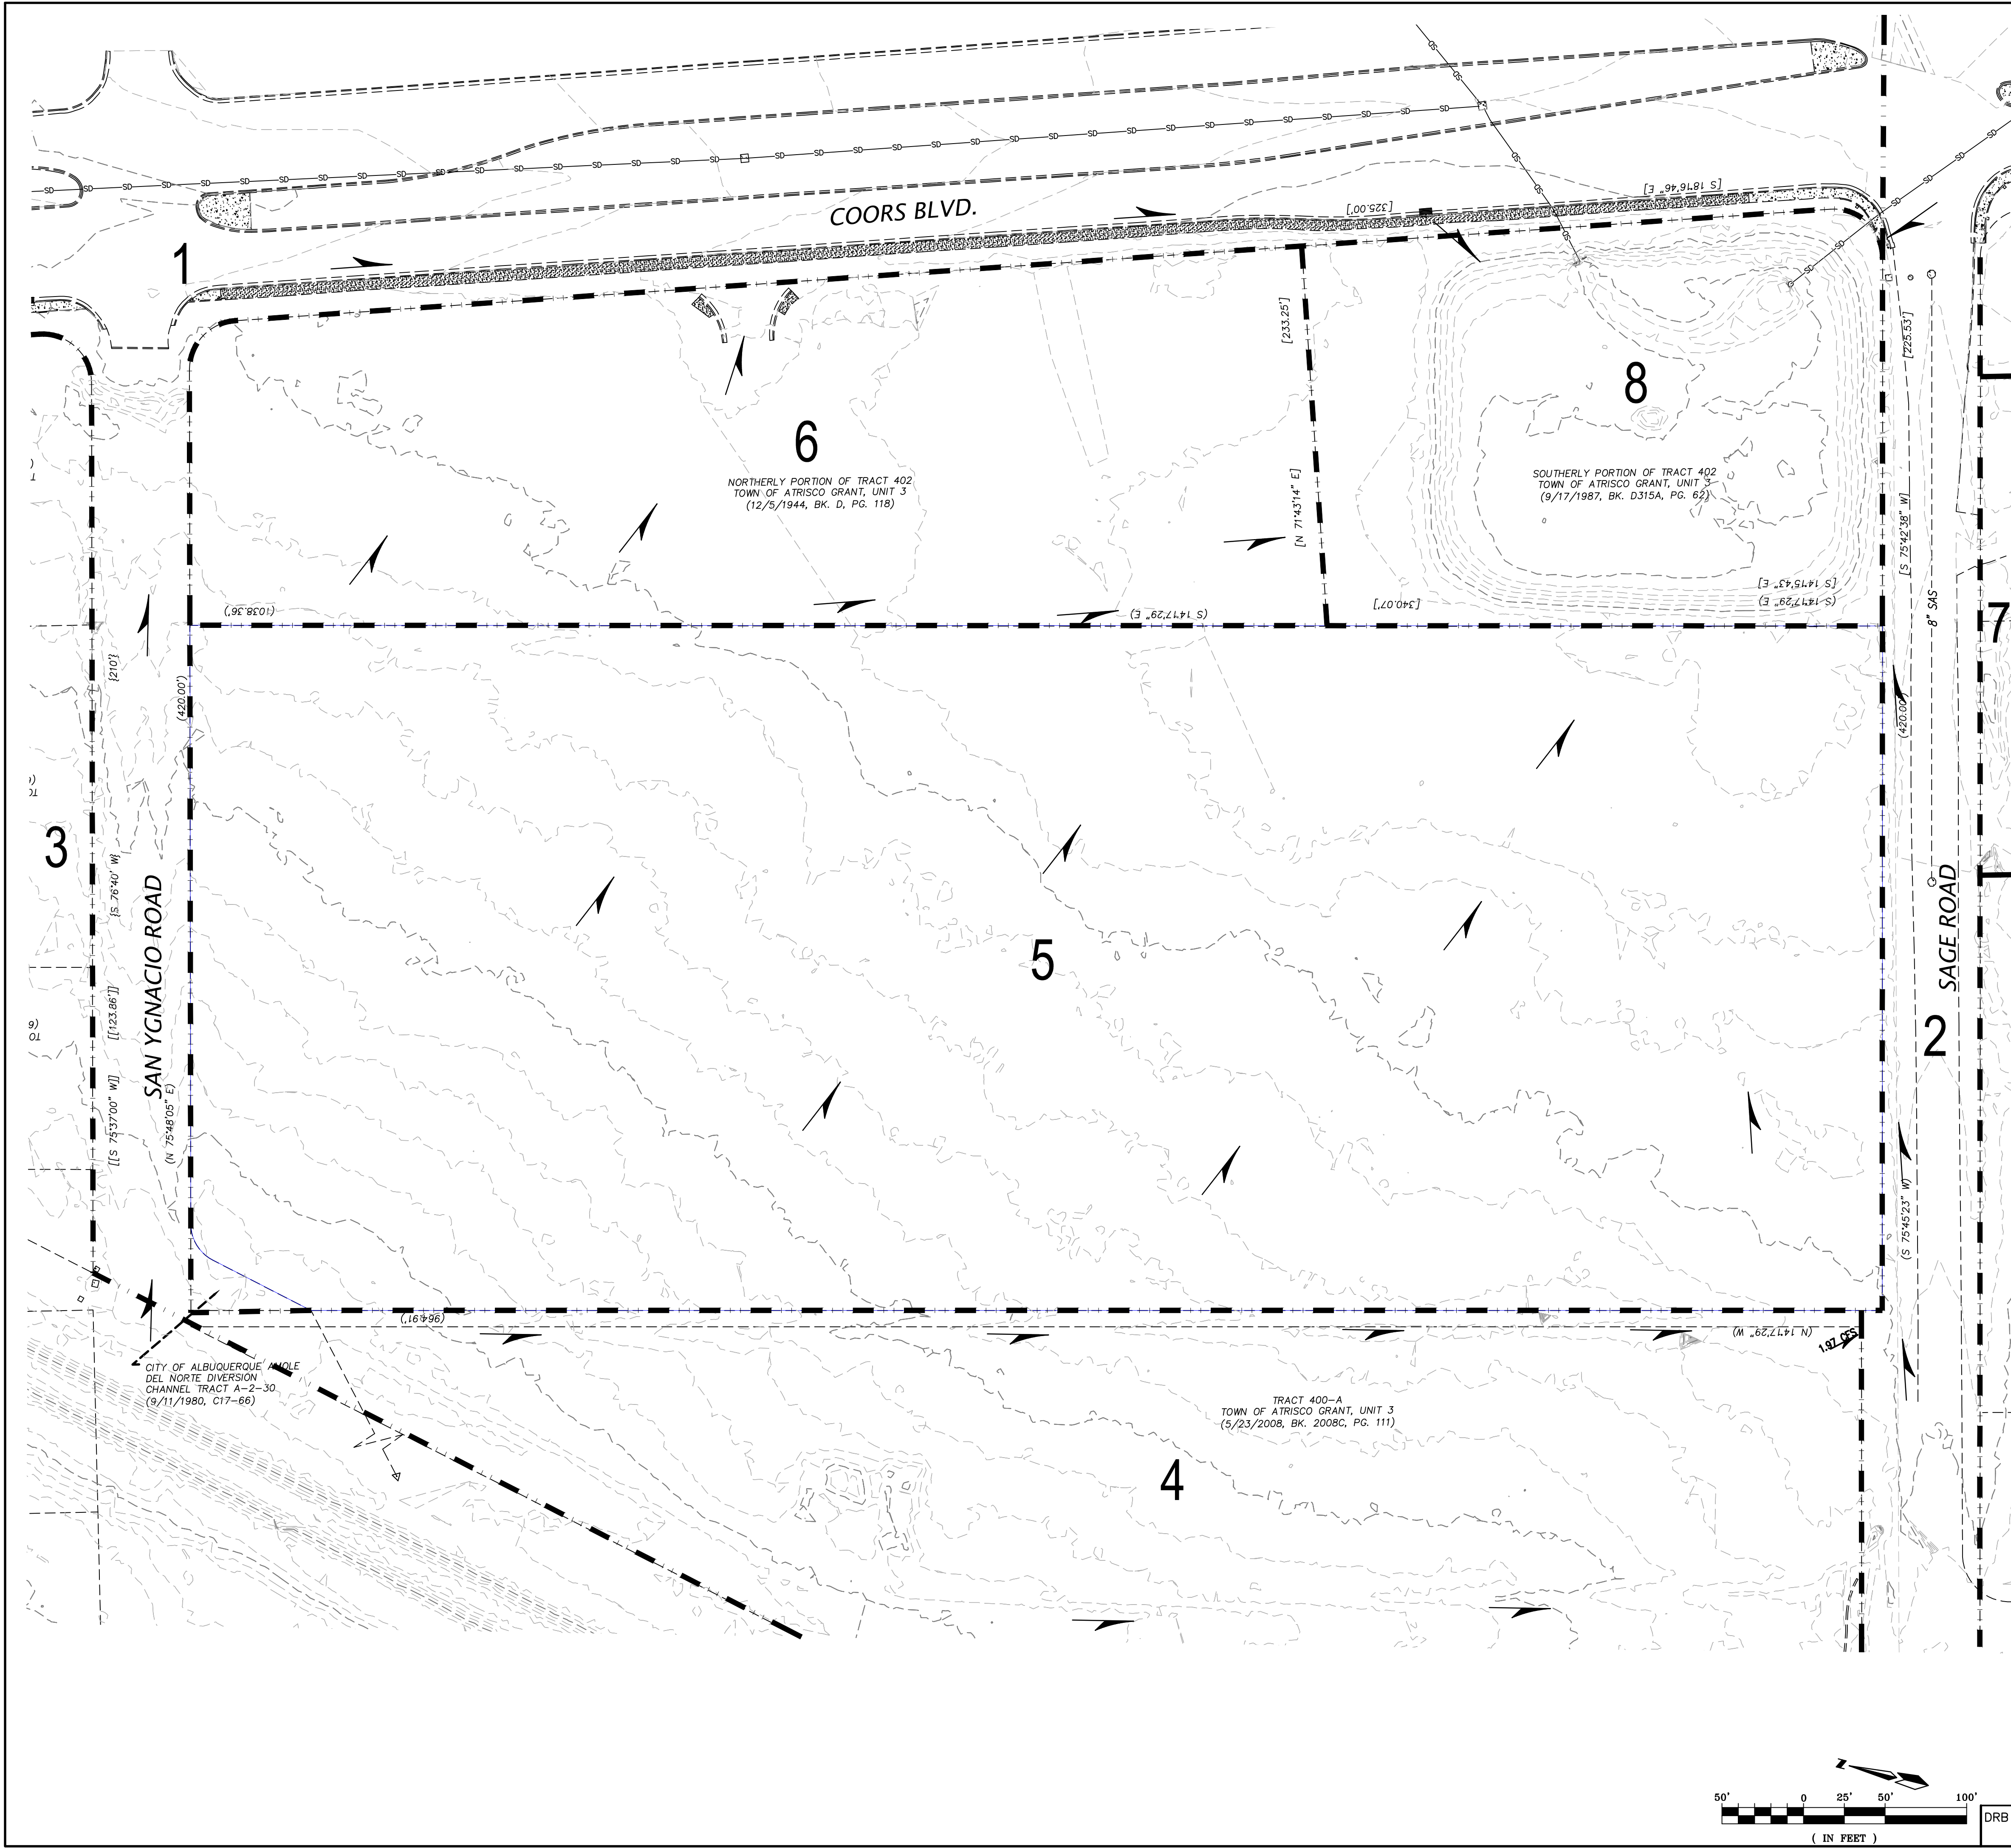 COORS BLVD.
[S 18°16'46" E]
[325.00']
1
[233.25']
[225.53']
8
6
NORTHERLY PORTION OF TRACT 402
TOWN OF ATRISCO GRANT, UNIT 3
(12/5/1944, BK. D, PG. 118)
SOUTHERLY PORTION OF TRACT 402
TOWN OF ATRISCO GRANT, UNIT 3
(9/17/1987, BK. D315A, PG. 62)
[N 71°43'14" E]
[S 75°42'38" W]
[S 14°15'43" E]
(S 14°17'29" E)
(1038.36')
(S 14°17'29" E)
[340.07']
8" SAS
7
{210'}
(420.00')
(420.00')
3
{S 76°40' W}
SAN YGNACIO ROAD
SAGE ROAD
5
2
[[123.86']]
[[S 75°37'00" W]]
(N 75°48'05" E)
(S 75°45'23" W)
(964.91')
(N 14°17'29" W)
1.97 CFS
CITY OF ALBUQUERQUE AMOLE
DEL NORTE DIVERSION
CHANNEL TRACT A-2-30
(9/11/1980, C17-66)
TRACT 400-A
TOWN OF ATRISCO GRANT, UNIT 3
(5/23/2008, BK. 2008C, PG. 111)
4
N
50' 0 25' 50' 100'
( IN FEET )
DRB